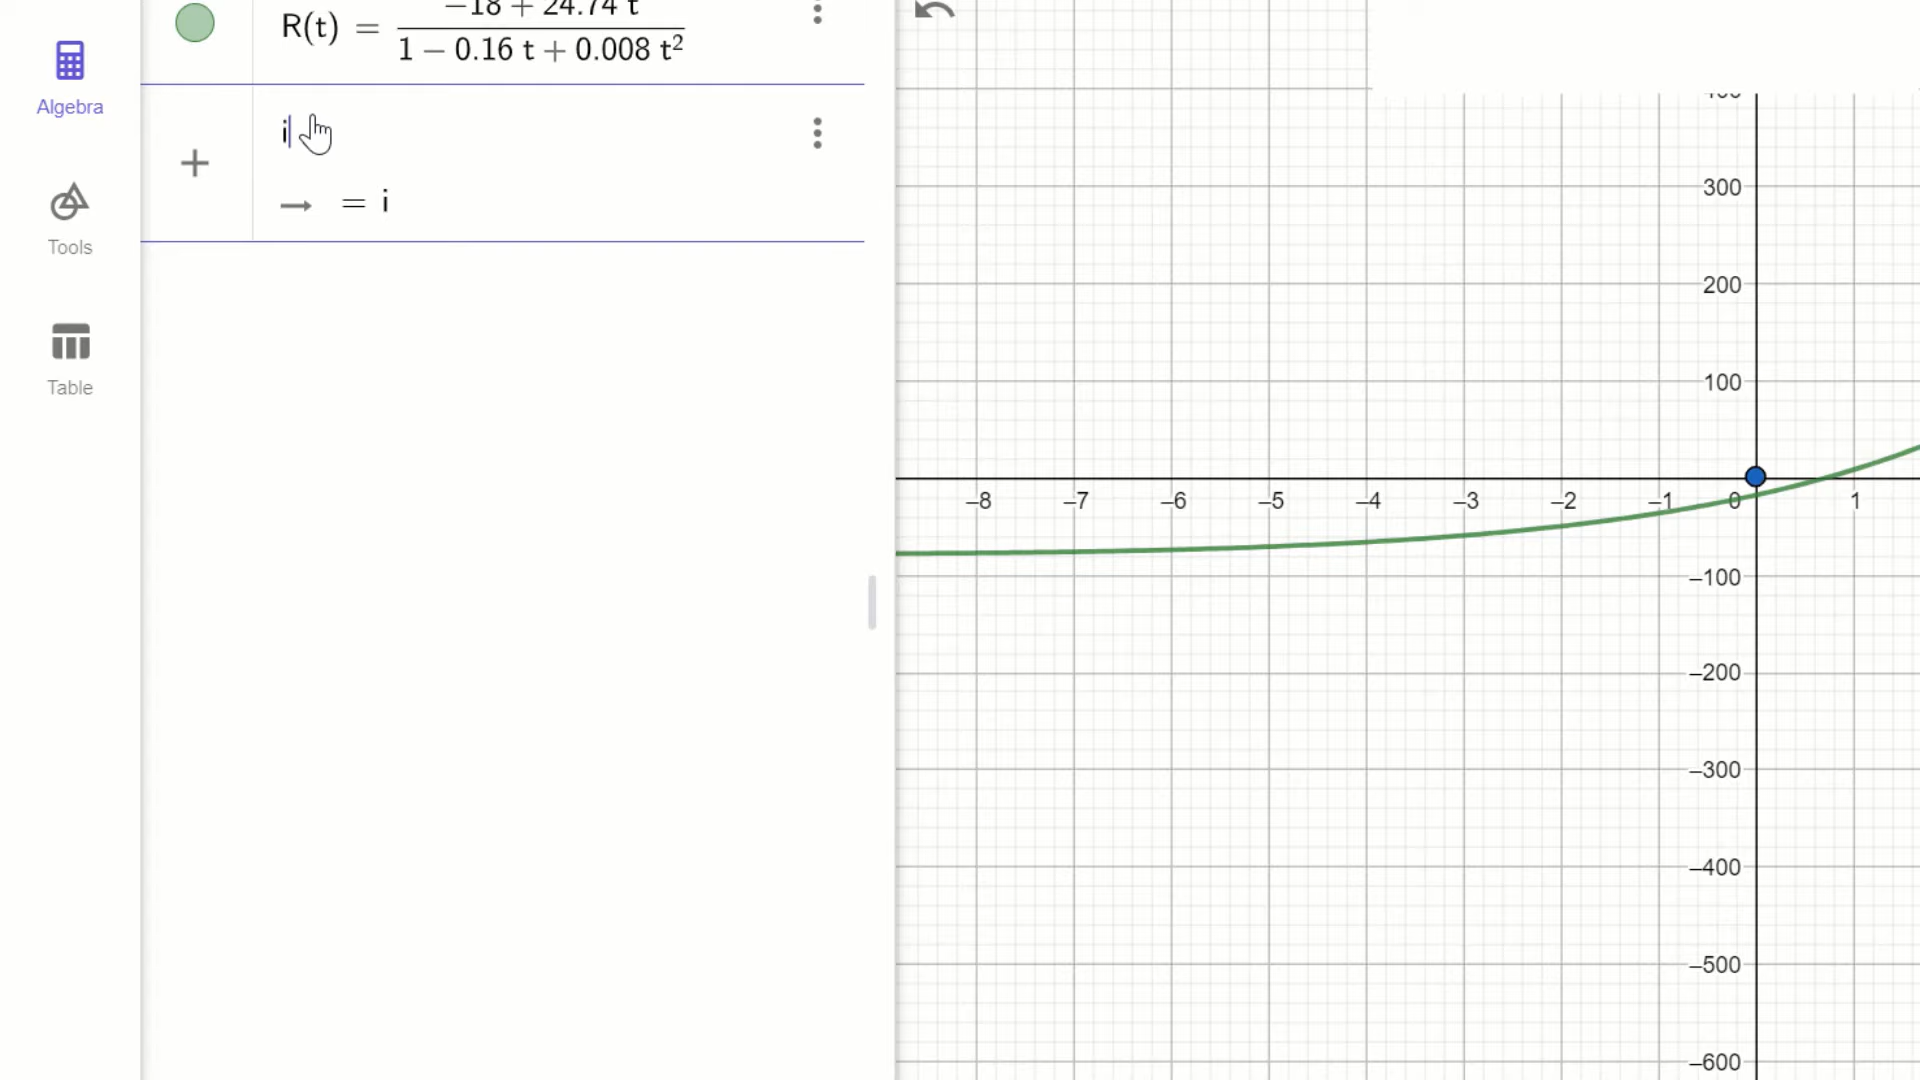 −18 + 24.74 t
R(t) =
1 − 0.16 t + 0.008 t²
Algebra
i
→ = i
Tools
Table
400
300
200
100
−8 −7 −6 −5 −4 −3 −2 −1 0 1
−100
−200
−300
−400
−500
−600